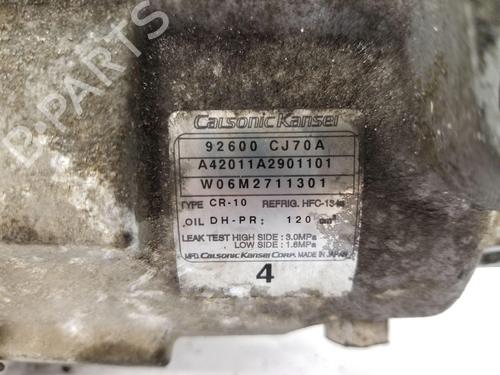 B-PARTS
Calsonic Kansei
92600 CJ70A
A42011A2901101
W06M2711301
TYPE CR-10 REFRIG. HFC-134a
OIL DH-PR: 120 cm³
LEAK TEST HIGH SIDE : 3.0MPa
LOW SIDE : 1.6MPa
MFD. CALSONIC KANSEI CORP. MADE IN JAPAN
4